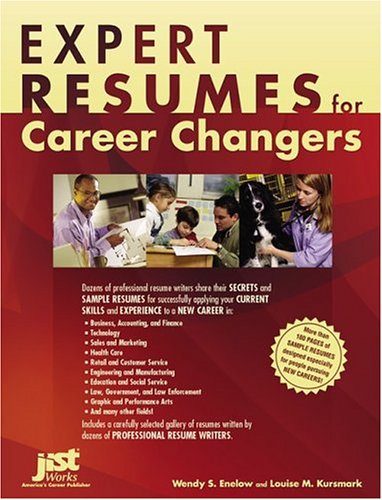 EXPERT
RESUMES for
Career Changers
Dozens of professional resume writers share their SECRETS and
SAMPLE RESUMES for successfully applying your CURRENT
SKILLS and EXPERIENCE to a NEW CAREER in:
• Business, Accounting, and Finance
• Technology
• Sales and Marketing
• Health Care
• Retail and Customer Service
• Engineering and Manufacturing
• Education and Social Service
• Law, Government, and Law Enforcement
• Graphic and Performance Arts
• And many other fields!
Includes a carefully selected gallery of resumes written by
dozens of PROFESSIONAL RESUME WRITERS.
More than
180 PAGES of
SAMPLE RESUMES
designed especially
for people pursuing
NEW CAREERS!
jist
Works
America's Career Publisher
Wendy S. Enelow and Louise M. Kursmark